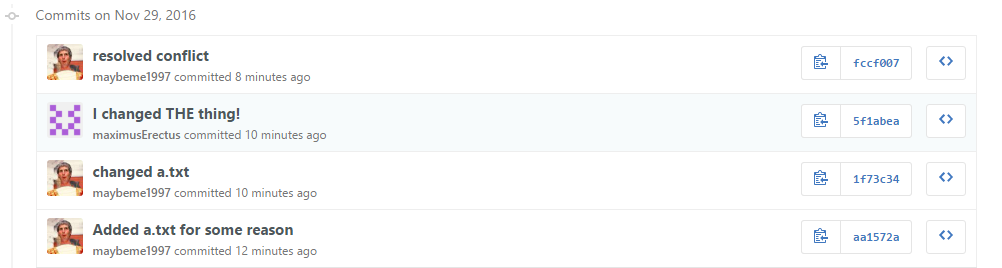 Commits on Nov 29, 2016
resolved conflict
maybeme1997 committed 8 minutes ago
fccf007
I changed THE thing!
maximusErectus committed 10 minutes ago
5f1abea
changed a.txt
maybeme1997 committed 10 minutes ago
1f73c34
Added a.txt for some reason
maybeme1997 committed 12 minutes ago
aa1572a